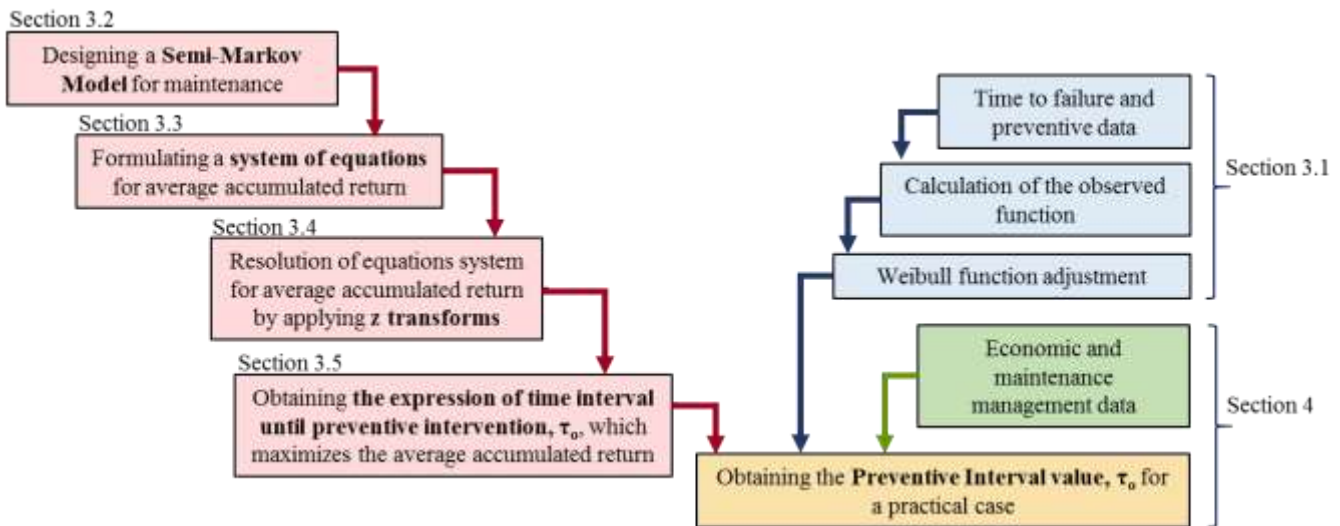 Section 3.2
Designing a Semi-Markov
Model for maintenance
Section 3.3
Formulating a system of equations
for average accumulated return
Section 3.4
Resolution of equations system
for average accumulated return
by applying z transforms
Section 3.5
Obtaining the expression of time interval
until preventive intervention, τₒ, which
maximizes the average accumulated return
Time to failure and
preventive data
Calculation of the observed
function
Weibull function adjustment
Section 3.1
Economic and
maintenance
management data
Section 4
Obtaining the Preventive Interval value, τₒ for
a practical case